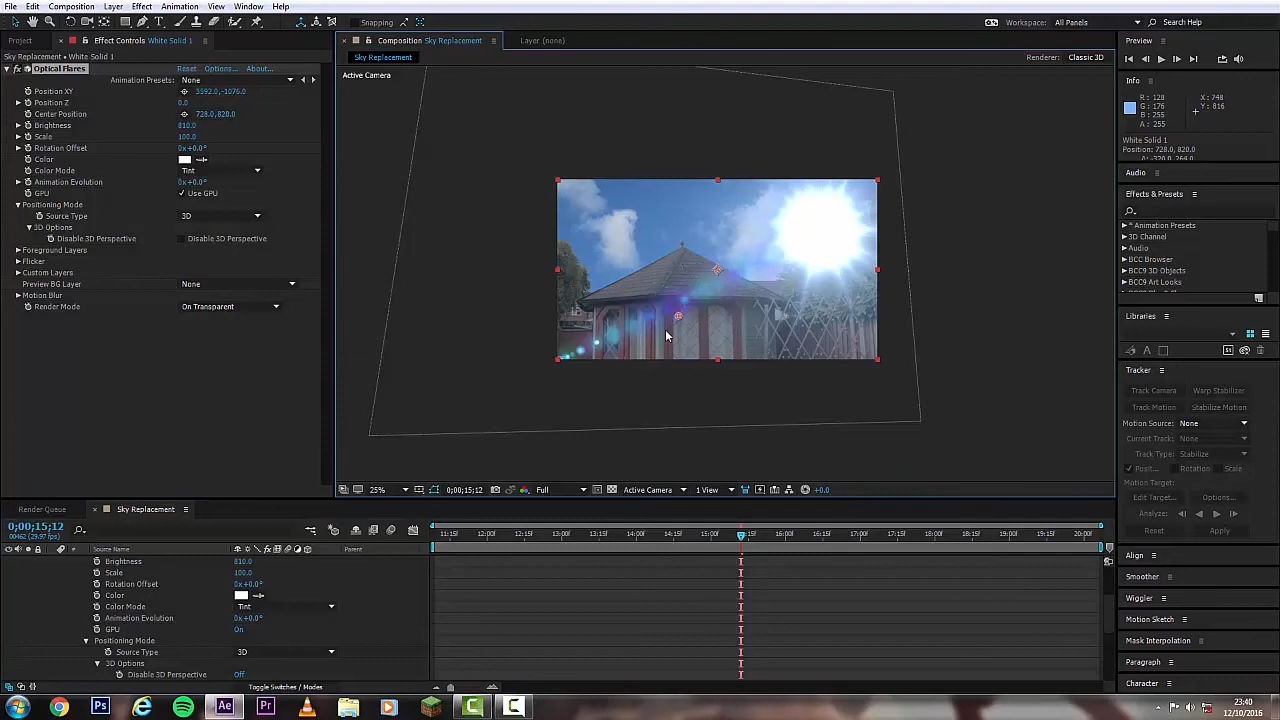 File Edit Composition Layer Effect Animation View Window Help
Snapping
Workspace: All Panels
Search Help
Project
Effect Controls White Solid 1
Sky Replacement • White Solid 1
Optical Flares Reset Options... About...
Animation Presets: None
Position XY 3592.0,-1076.0
Position Z 0.0
Center Position 728.0,820.0
Brightness 810.0
Scale 100.0
Rotation Offset 0x+0.0°
Color
Color Mode Tint
Animation Evolution 0x+0.0°
GPU Use GPU
Positioning Mode
Source Type 3D
3D Options
Disable 3D Perspective Disable 3D Perspective
Foreground Layers
Flicker
Custom Layers
Preview BG Layer None
Motion Blur
Render Mode On Transparent
Composition Sky Replacement
Layer (none)
Sky Replacement
Renderer: Classic 3D
Active Camera
25% 0;00;15;12 Full Active Camera 1 View +0.0
Preview
Info
R: 128
G: 176
B: 255
A: 255
X: 748
Y: 816
White Solid 1
Position: 728.0, 820.0
Δ: -320.0, 264.0
Audio
Effects & Presets
* Animation Presets
3D Channel
Audio
BCC Browser
BCC9 3D Objects
BCC9 Art Looks
Libraries
Tracker
Track Camera Warp Stabilizer
Track Motion Stabilize Motion
Motion Source: None
Current Track: None
Track Type: Stabilize
Posit... Rotation Scale
Motion Target:
Edit Target... Options...
Analyze:
Reset Apply
Align
Smoother
Wiggler
Motion Sketch
Mask Interpolation
Paragraph
Character
Render Queue
Sky Replacement
0;00;15;12
00462 (29.97 fps)
Source Name
Parent
11:15f 12:00f 12:15f 13:00f 13:15f 14:00f 14:15f 15:00f 15:15f 16:00f 16:15f 17:00f 17:15f 18:00f 18:15f 19:00f 19:15f 20:00f
Brightness 810.0
Scale 100.0
Rotation Offset 0x+0.0°
Color
Color Mode Tint
Animation Evolution 0x+0.0°
GPU On
Positioning Mode
Source Type 3D
3D Options
Disable 3D Perspective Off
Toggle Switches / Modes
Ps
Ae
Pr
23:40
12/10/2016